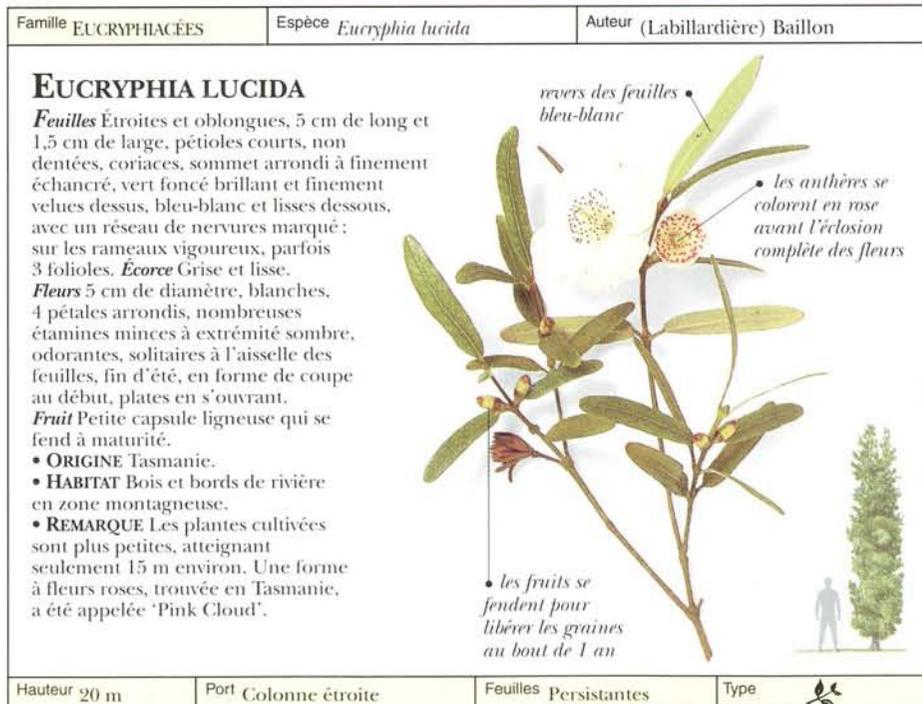 Famille EUCRYPHIACÉES
Espèce Eucryphia lucida
Auteur (Labillardière) Baillon
EUCRYPHIA LUCIDA
Feuilles Étroites et oblongues, 5 cm de long et
1,5 cm de large, pétioles courts, non
dentées, coriaces, sommet arrondi à finement
échancré, vert foncé brillant et finement
velues dessus, bleu-blanc et lisses dessous,
avec un réseau de nervures marqué ;
sur les rameaux vigoureux, parfois
3 folioles. Écorce Grise et lisse.
Fleurs 5 cm de diamètre, blanches,
4 pétales arrondis, nombreuses
étamines minces à extrémité sombre,
odorantes, solitaires à l'aisselle des
feuilles, fin d'été, en forme de coupe
au début, plates en s'ouvrant.
Fruit Petite capsule ligneuse qui se
fend à maturité.
• ORIGINE Tasmanie.
• HABITAT Bois et bords de rivière
en zone montagneuse.
• REMARQUE Les plantes cultivées
sont plus petites, atteignant
seulement 15 m environ. Une forme
à fleurs roses, trouvée en Tasmanie,
a été appelée ‘Pink Cloud’.
revers des feuilles
bleu-blanc
• les anthères se
colorent en rose
avant l'éclosion
complète des fleurs
• les fruits se
fendent pour
libérer les graines
au bout de 1 an
Hauteur 20 m
Port Colonne étroite
Feuilles Persistantes
Type